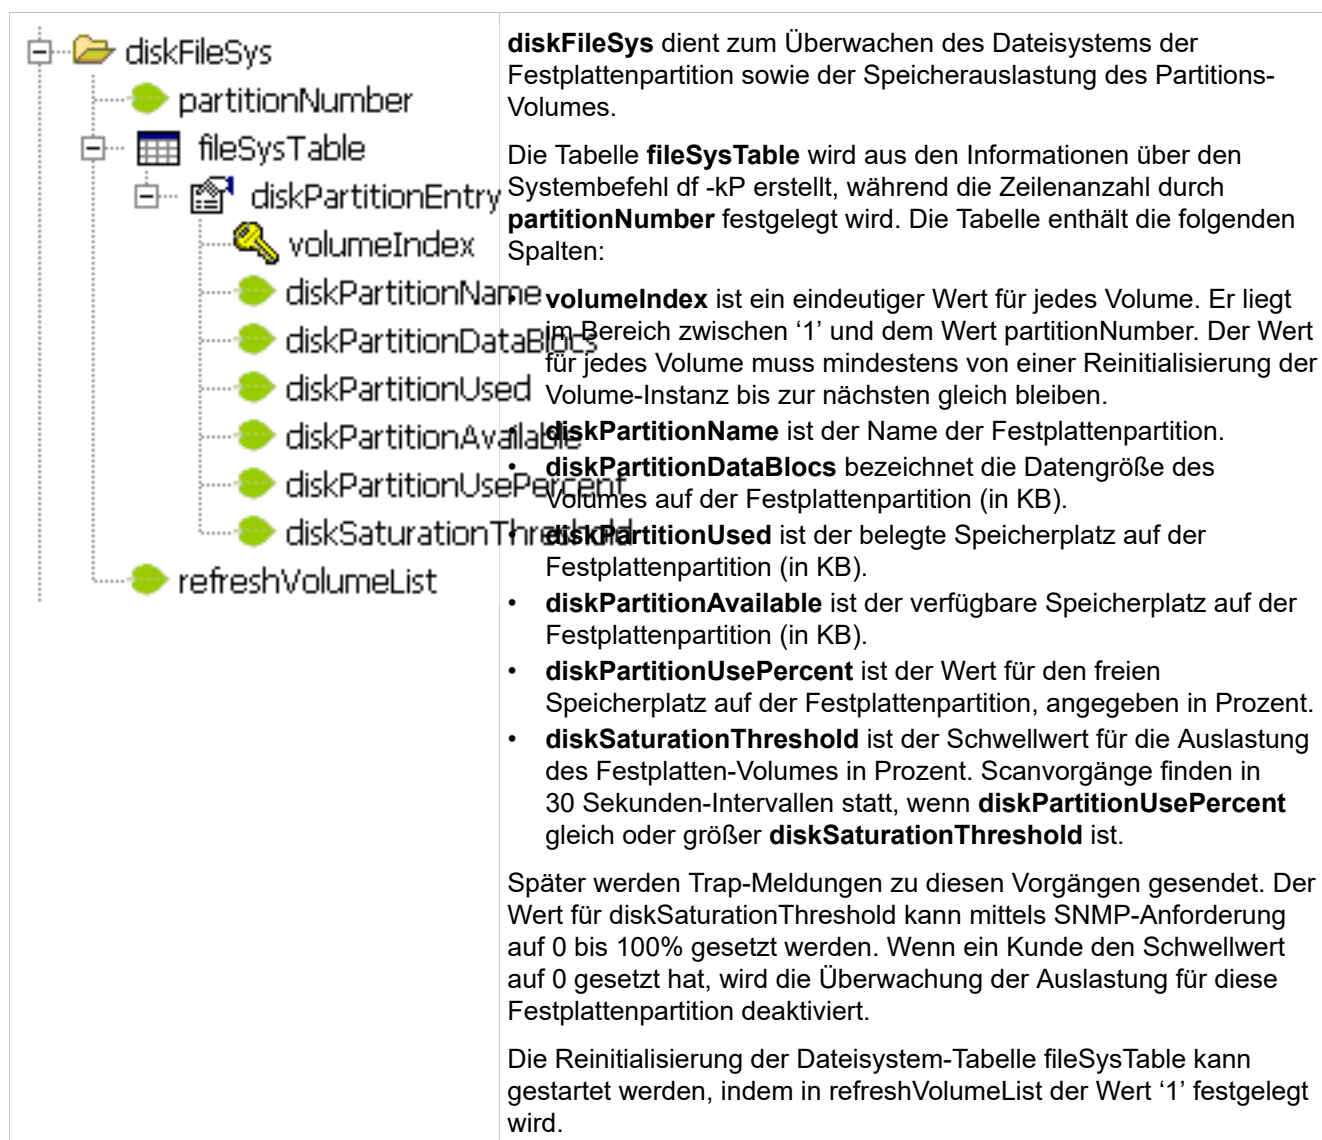 diskFileSys
partitionNumber
fileSysTable
diskPartitionEntry
volumeIndex
diskPartitionName
diskPartitionDataBlocs
diskPartitionUsed
diskPartitionAvailable
diskPartitionUsePercent
diskSaturationThreshold
refreshVolumeList
diskFileSys dient zum Überwachen des Dateisystems der
Festplattenpartition sowie der Speicherauslastung des Partitions-
Volumes.
Die Tabelle fileSysTable wird aus den Informationen über den
Systembefehl df -kP erstellt, während die Zeilenanzahl durch
partitionNumber festgelegt wird. Die Tabelle enthält die folgenden
Spalten:
• volumeIndex ist ein eindeutiger Wert für jedes Volume. Er liegt
im Bereich zwischen ‘1’ und dem Wert partitionNumber. Der Wert
für jedes Volume muss mindestens von einer Reinitialisierung der
Volume-Instanz bis zur nächsten gleich bleiben.
• diskPartitionName ist der Name der Festplattenpartition.
• diskPartitionDataBlocs bezeichnet die Datengröße des
Volumes auf der Festplattenpartition (in KB).
• diskPartitionUsed ist der belegte Speicherplatz auf der
Festplattenpartition (in KB).
• diskPartitionAvailable ist der verfügbare Speicherplatz auf der
Festplattenpartition (in KB).
• diskPartitionUsePercent ist der Wert für den freien
Speicherplatz auf der Festplattenpartition, angegeben in Prozent.
• diskSaturationThreshold ist der Schwellwert für die Auslastung
des Festplatten-Volumes in Prozent. Scanvorgänge finden in
30 Sekunden-Intervallen statt, wenn diskPartitionUsePercent
gleich oder größer diskSaturationThreshold ist.
Später werden Trap-Meldungen zu diesen Vorgängen gesendet. Der
Wert für diskSaturationThreshold kann mittels SNMP-Anforderung
auf 0 bis 100% gesetzt werden. Wenn ein Kunde den Schwellwert
auf 0 gesetzt hat, wird die Überwachung der Auslastung für diese
Festplattenpartition deaktiviert.
Die Reinitialisierung der Dateisystem-Tabelle fileSysTable kann
gestartet werden, indem in refreshVolumeList der Wert ‘1’ festgelegt
wird.